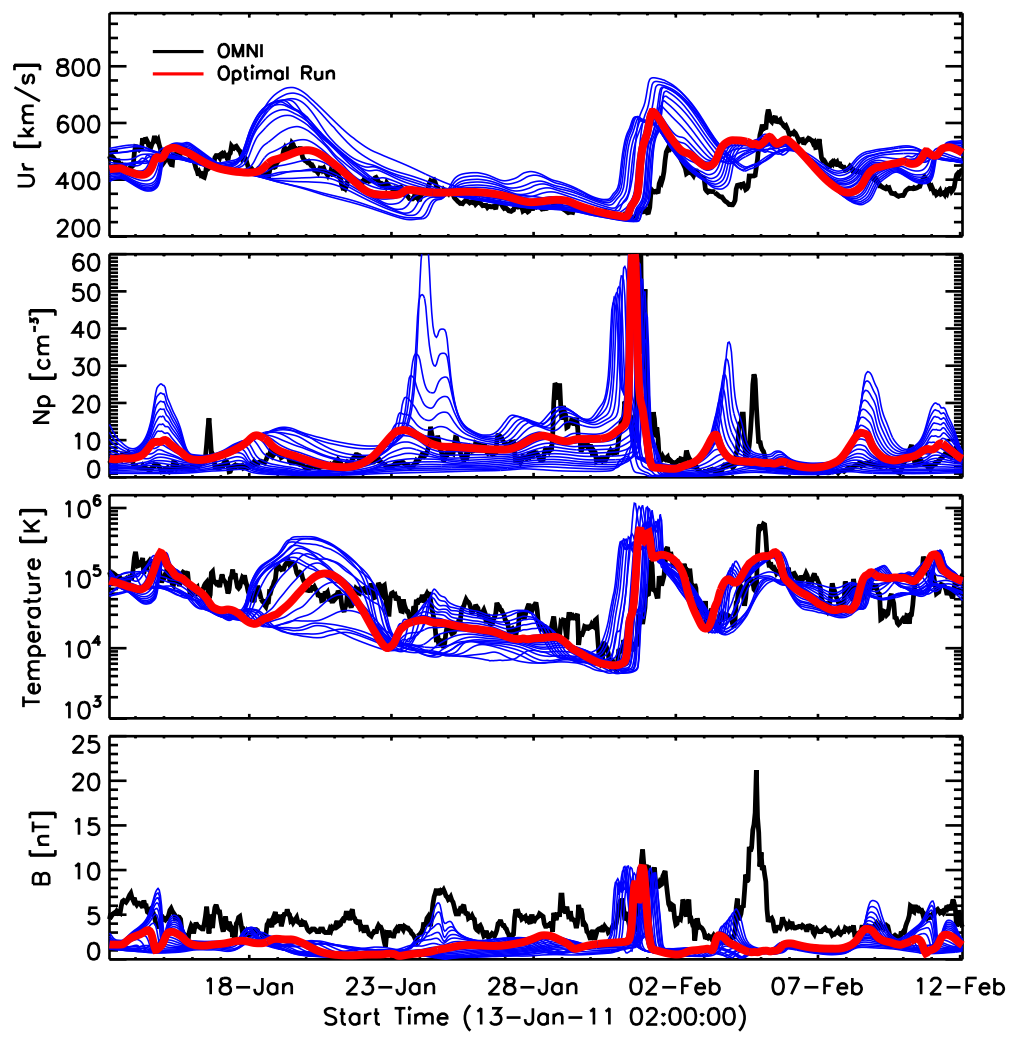 OMNI
Optimal Run
Ur [km/s]
800
600
400
200
Np [cm⁻³]
60
50
40
30
20
10
0
Temperature [K]
10⁶
10⁵
10⁴
10³
B [nT]
25
20
15
10
5
0
18-Jan 23-Jan 28-Jan 02-Feb 07-Feb 12-Feb
Start Time (13-Jan-11 02:00:00)